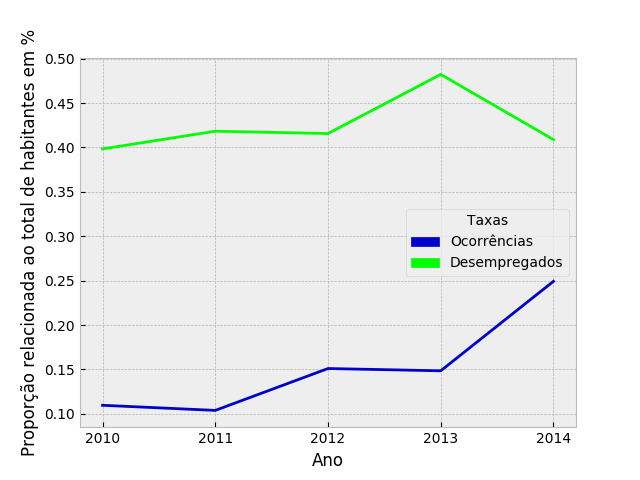 Proporção relacionada ao total de habitantes em %
0.50
0.45
0.40
0.35
0.30
0.25
0.20
0.15
0.10
Taxas
Ocorrências
Desempregados
2010 2011 2012 2013 2014
Ano